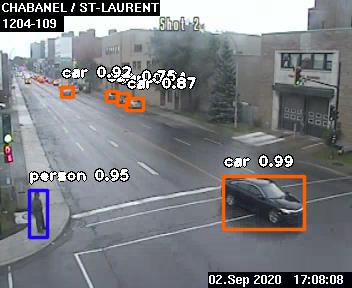 CHABANEL / ST-LAURENT
1204-109
Shot 2
car 0.92
car 0.67
person 0.95
car 0.99
02.Sep 2020 17:08:08